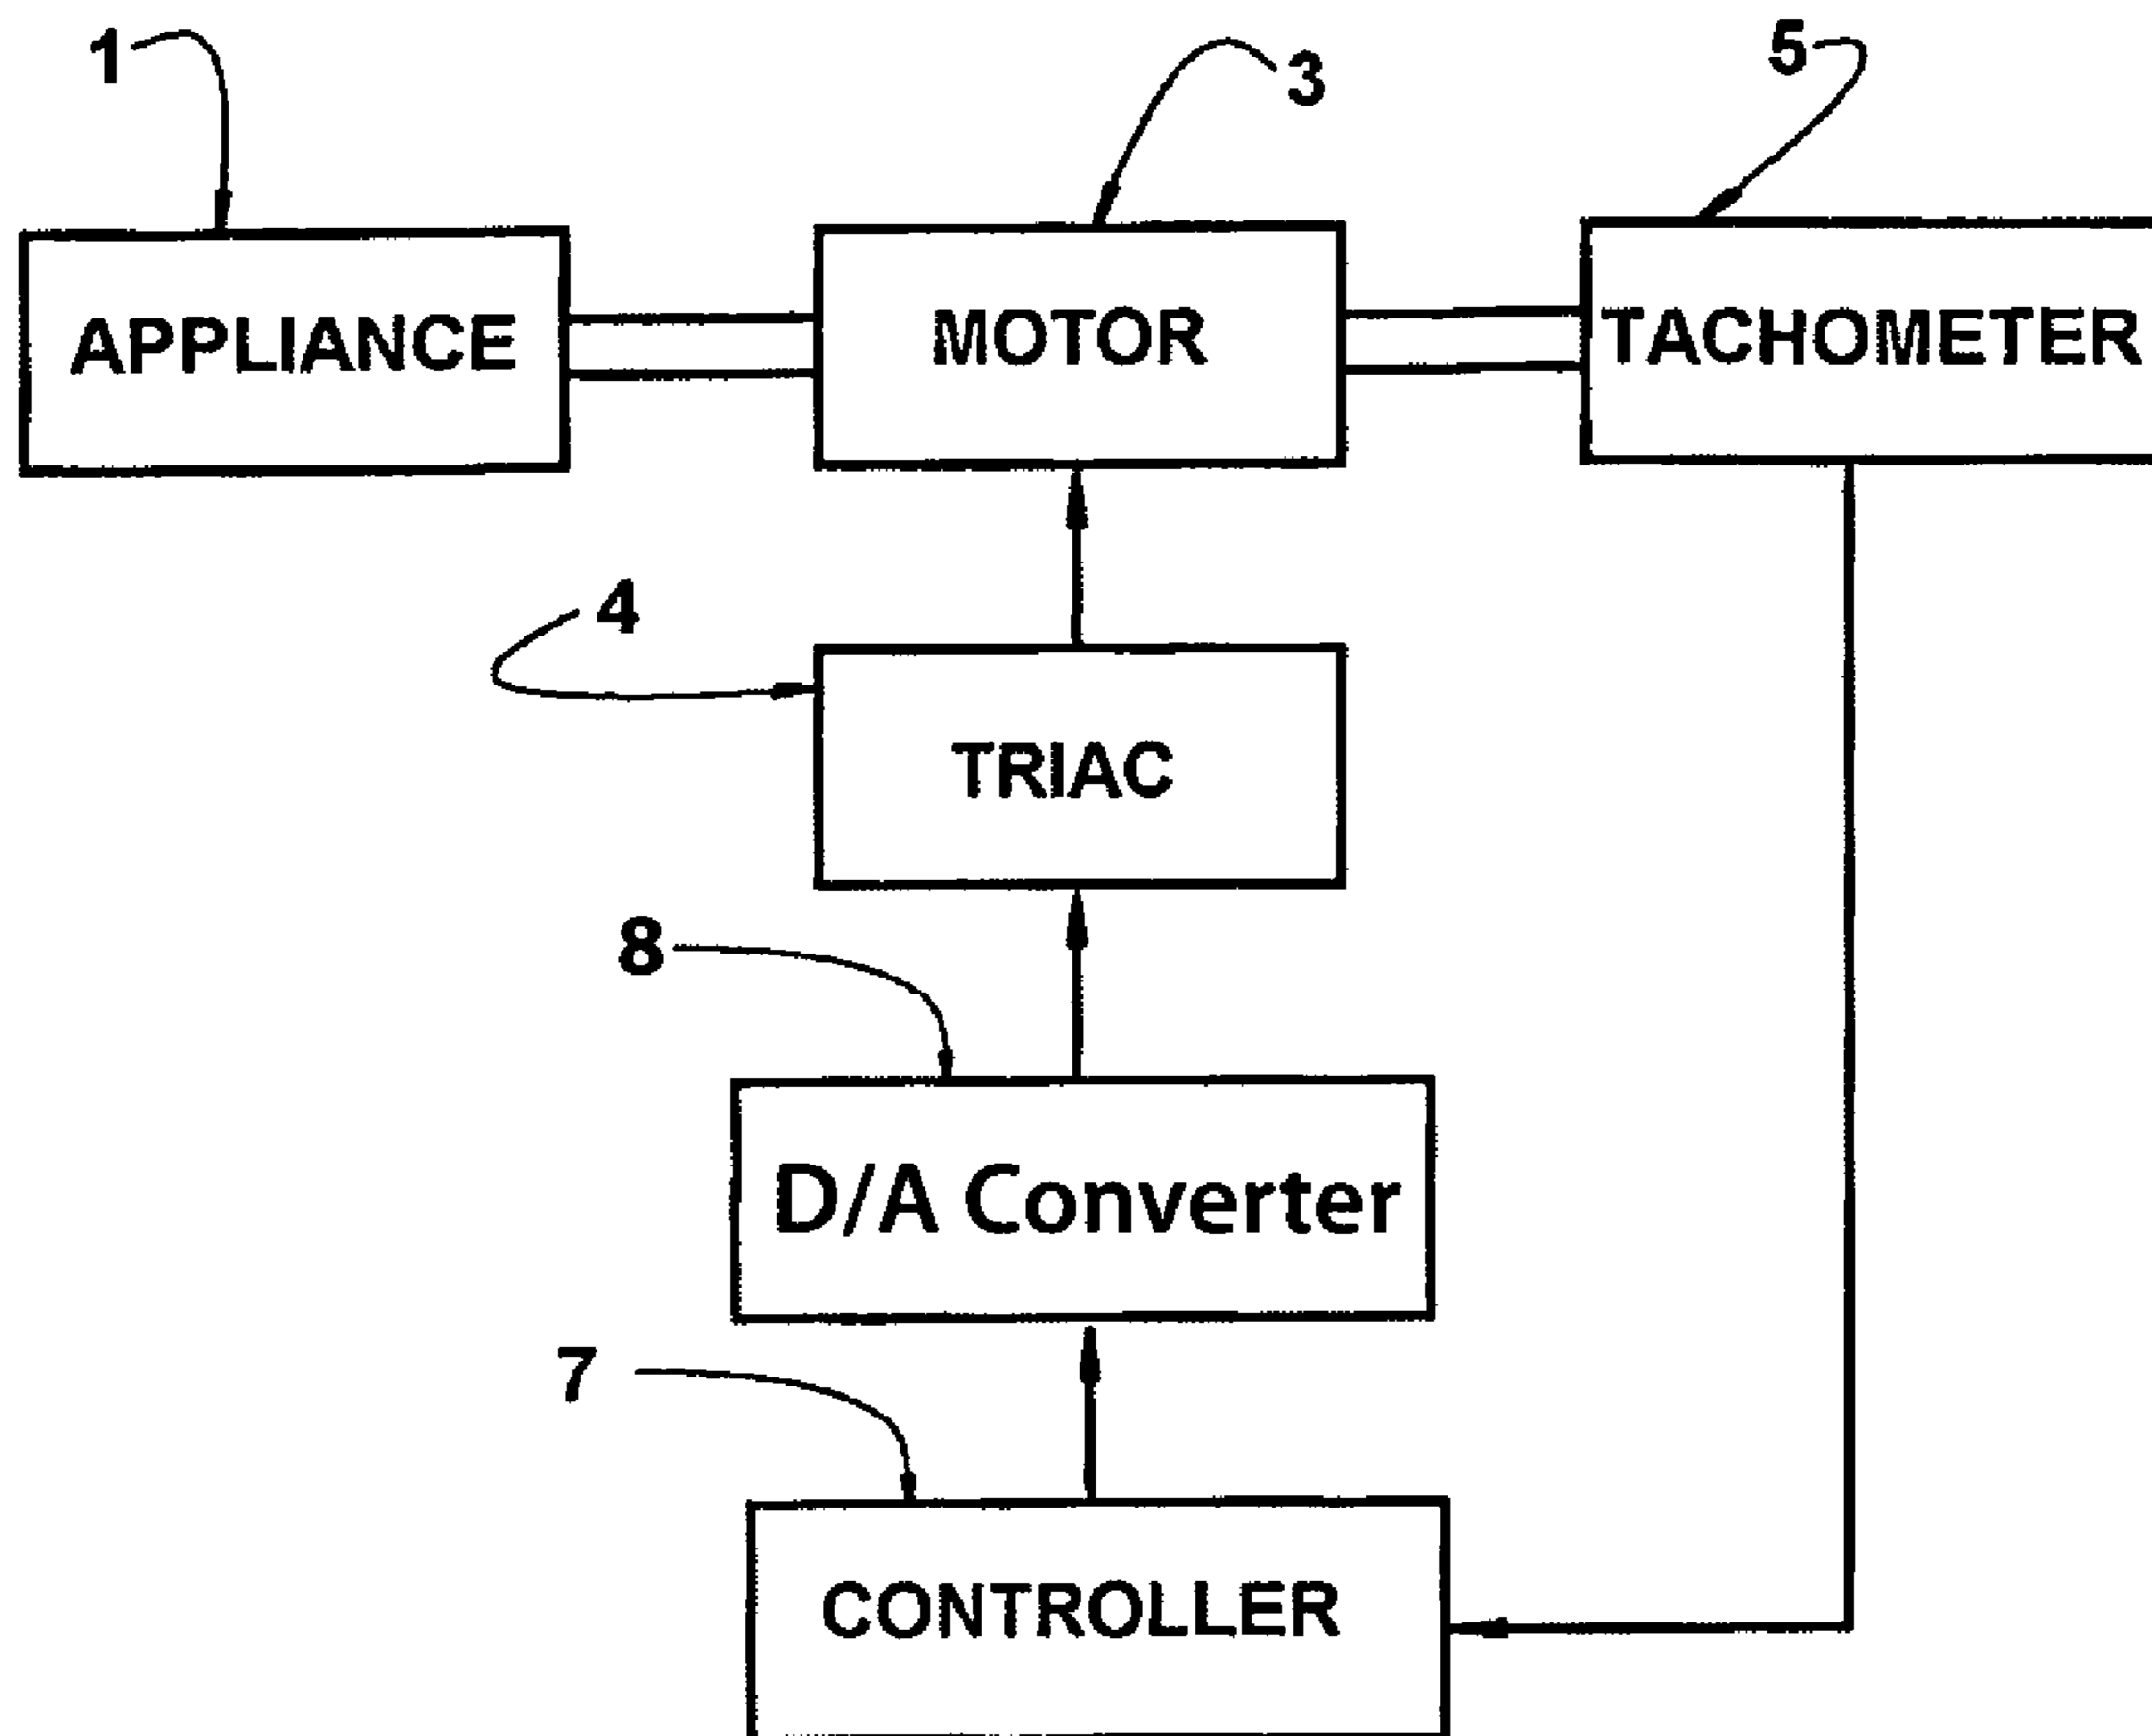 1
3
5
APPLIANCE
MOTOR
TACHOMETER
4
TRIAC
8
D/A Converter
7
CONTROLLER